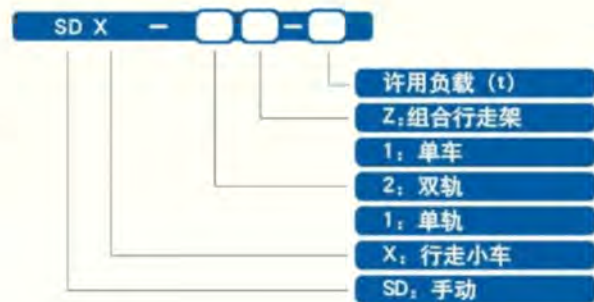 SD X - -
许用负载（t）
Z:组合行走架
1：单车
2：双轨
1：单轨
X：行走小车
SD：手动